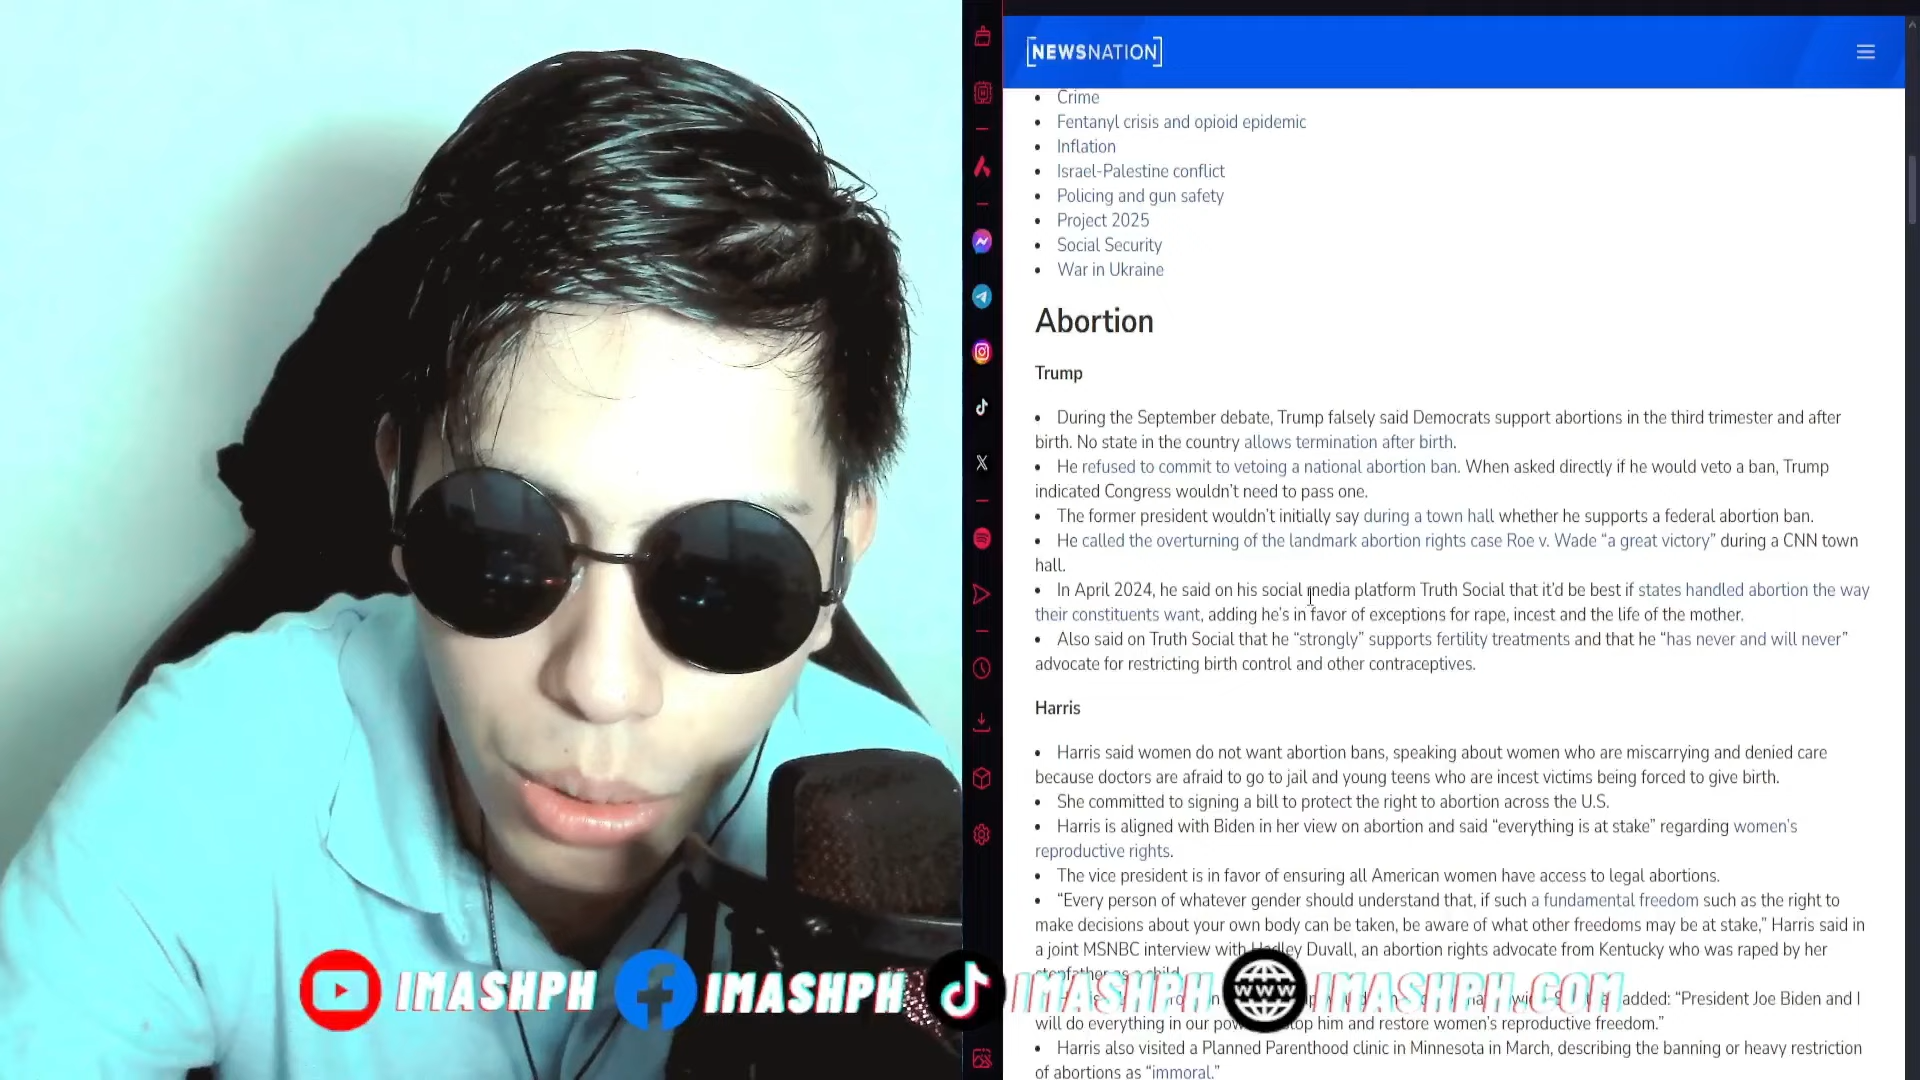 [NEWSNATION]
• Crime
• Fentanyl crisis and opioid epidemic
• Inflation
• Israel-Palestine conflict
• Policing and gun safety
• Project 2025
• Social Security
• War in Ukraine
Abortion
Trump
• During the September debate, Trump falsely said Democrats support abortions in the third trimester and after
birth. No state in the country allows termination after birth.
• He refused to commit to vetoing a national abortion ban. When asked directly if he would veto a ban, Trump
indicated Congress wouldn’t need to pass one.
• The former president wouldn’t initially say during a town hall whether he supports a federal abortion ban.
• He called the overturning of the landmark abortion rights case Roe v. Wade “a great victory” during a CNN town
hall.
• In April 2024, he said on his social media platform Truth Social that it’d be best if states handled abortion the way
their constituents want, adding he’s in favor of exceptions for rape, incest and the life of the mother.
• Also said on Truth Social that he “strongly” supports fertility treatments and that he “has never and will never”
advocate for restricting birth control and other contraceptives.
Harris
• Harris said women do not want abortion bans, speaking about women who are miscarrying and denied care
because doctors are afraid to go to jail and young teens who are incest victims being forced to give birth.
• She committed to signing a bill to protect the right to abortion across the U.S.
• Harris is aligned with Biden in her view on abortion and said “everything is at stake” regarding women’s
reproductive rights.
• The vice president is in favor of ensuring all American women have access to legal abortions.
• “Every person of whatever gender should understand that, if such a fundamental freedom such as the right to
make decisions about your own body can be taken, be aware of what other freedoms may be at stake,” Harris said in
a joint MSNBC interview with Hadley Duvall, an abortion rights advocate from Kentucky who was raped by her
stepfather as a child.
added: “President Joe Biden and I
will do everything in our stop him and restore women’s reproductive freedom.”
• Harris also visited a Planned Parenthood clinic in Minnesota in March, describing the banning or heavy restriction
of abortions as “immoral.”
IMASHPH IMASHPH IMASHPH WWW IMASHPH.COM